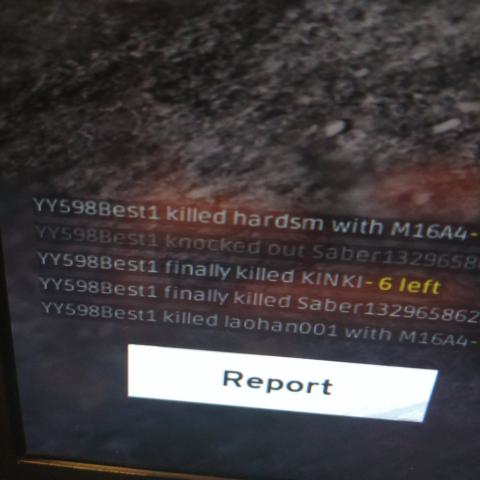 YY598Best1 killed hardsm with M16A4-
YY598Best1 knocked out Saber13296586
YY598Best1 finally killed KINKI - 6 left
YY598Best1 finally killed Saber132965862
YY598Best1 killed laohan001 with M16A4-
Report